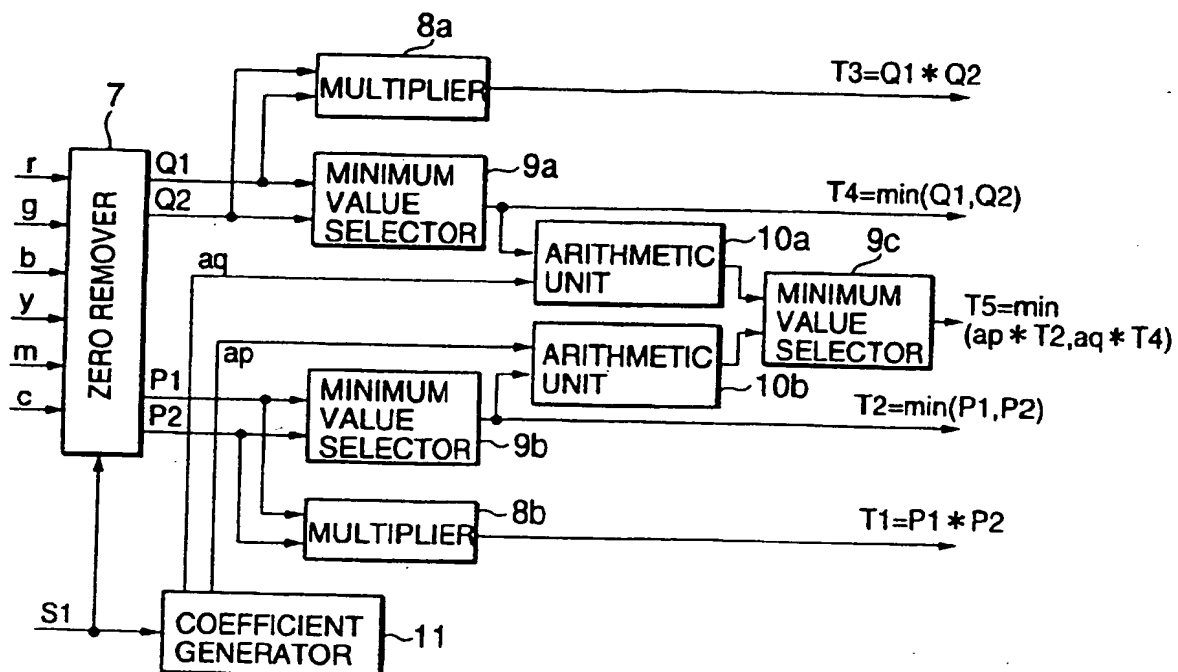 8a
MULTIPLIER
T3=Q1＊Q2
7
r
g
b
y
m
c
ZERO REMOVER
Q1
Q2
MINIMUM
VALUE
SELECTOR
9a
T4=min(Q1,Q2)
aq
ARITHMETIC
UNIT
10a
9c
MINIMUM
VALUE
SELECTOR
T5=min
(ap＊T2,aq＊T4)
ap
ARITHMETIC
UNIT
10b
P1
P2
MINIMUM
VALUE
SELECTOR
9b
T2=min(P1,P2)
MULTIPLIER
8b
T1=P1＊P2
S1
COEFFICIENT
GENERATOR
11